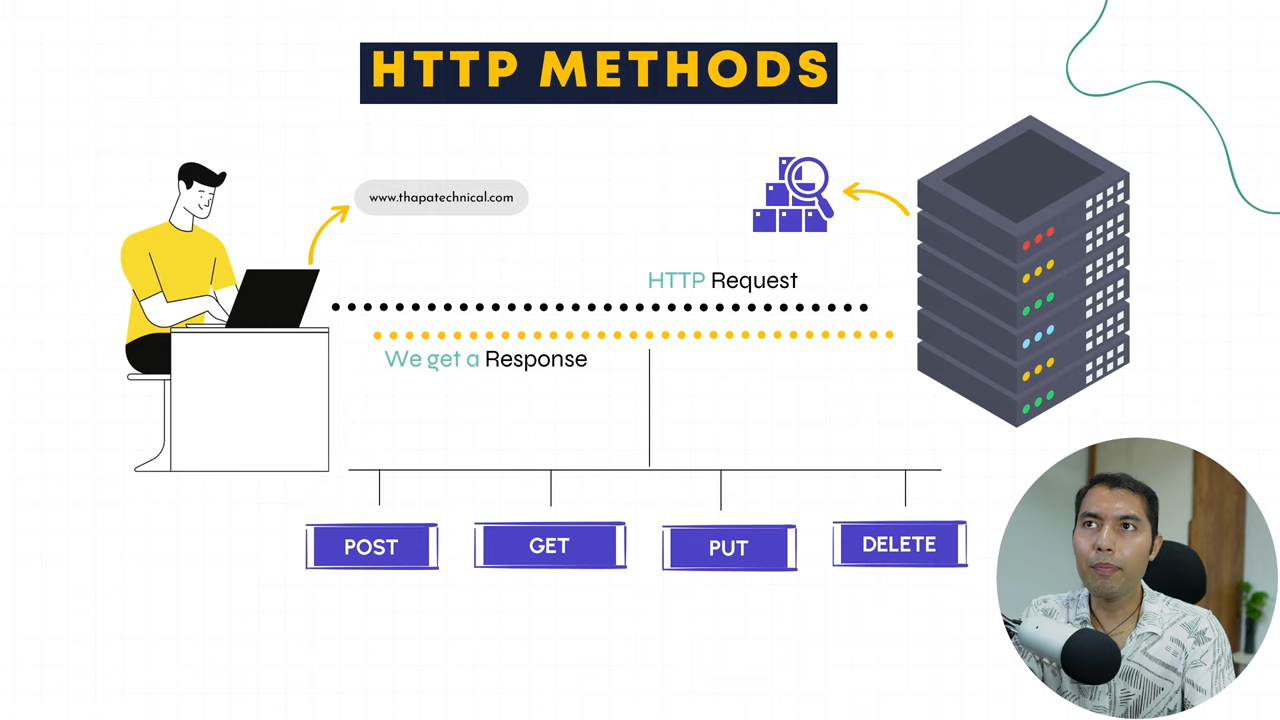 HTTP METHODS
www.thapatechnical.com
HTTP Request
We get a Response
POST
GET
PUT
DELETE